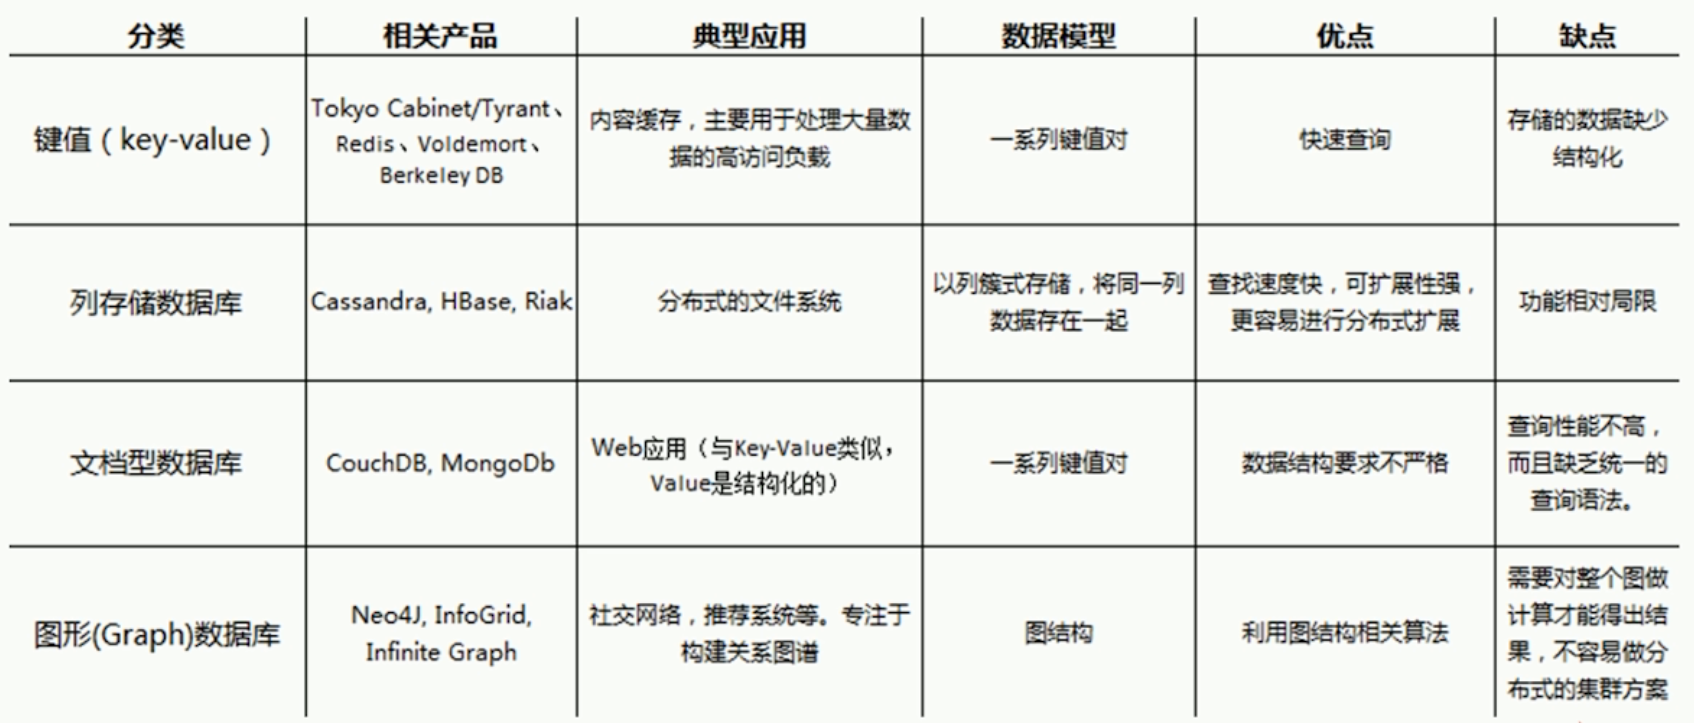 分类
相关产品
典型应用
数据模型
优点
缺点
键值（key-value）
Tokyo Cabinet/Tyrant、
Redis、Voldemort、
Berkeley DB
内容缓存，主要用于处理大量数
据的高访问负载
一系列键值对
快速查询
存储的数据缺少
结构化
列存储数据库
Cassandra, HBase, Riak
分布式的文件系统
以列簇式存储，将同一列
数据存在一起
查找速度快，可扩展性强，
更容易进行分布式扩展
功能相对局限
文档型数据库
CouchDB, MongoDb
Web应用（与Key-Value类似，
Value是结构化的）
一系列键值对
数据结构要求不严格
查询性能不高，
而且缺乏统一的
查询语法。
图形(Graph)数据库
Neo4J, InfoGrid,
Infinite Graph
社交网络，推荐系统等。专注于
构建关系图谱
图结构
利用图结构相关算法
需要对整个图做
计算才能得出结
果，不容易做分
布式的集群方案